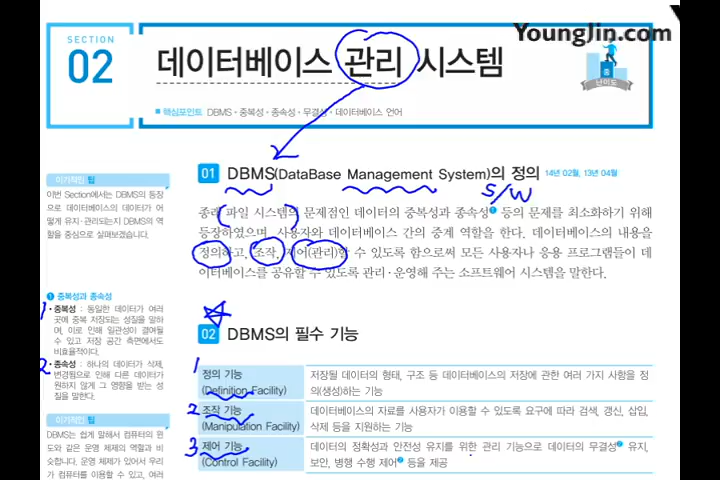 YoungJin.com
SECTION
02
데이터베이스 관리 시스템
중
난이도
■ 핵심포인트 DBMS • 중복성 • 종속성 • 무결성 • 데이터베이스 언어
01 DBMS(DataBase Management System)의 정의 14년 02월, 13년 04월
S/W
종래 파일 시스템의 문제점인 데이터의 중복성과 종속성❶ 등의 문제를 최소화하기 위해
등장하였으며, 사용자와 데이터베이스 간의 중계 역할을 한다. 데이터베이스의 내용을
정의하고, 조작, 제어(관리)할 수 있도록 함으로써 모든 사용자나 응용 프로그램들이 데
이터베이스를 공유할 수 있도록 관리·운영해 주는 소프트웨어 시스템을 말한다.
02 DBMS의 필수 기능
1 정의 기능
(Definition Facility)
저장될 데이터의 형태, 구조 등 데이터베이스의 저장에 관한 여러 가지 사항을 정
의(생성)하는 기능
2 조작 기능
(Manipulation Facility)
데이터베이스의 자료를 사용자가 이용할 수 있도록 요구에 따라 검색, 갱신, 삽입,
삭제 등을 지원하는 기능
3 제어 기능
(Control Facility)
데이터의 정확성과 안전성 유지를 위한 관리 기능으로 데이터의 무결성❷ 유지,
보안, 병행 수행 제어❷ 등을 제공
이기적인 팁
이번 Section에서는 DBMS의 등장
으로 데이터베이스의 데이터가 어
떻게 유지·관리되는지 DBMS의 역
할을 중심으로 살펴보겠습니다.
❶ 중복성과 종속성
1 • 중복성 : 동일한 데이터가 여러
곳에 중복 저장되는 성질을 말하
며, 이로 인해 일관성이 결여될
수 있고 저장 공간 측면에서도
비효율적이다.
2 • 종속성 : 하나의 데이터가 삭제,
변경됨으로 인해 다른 데이터가
원하지 않게 그 영향을 받는 성
질을 말한다.
이기적인 팁
DBMS는 쉽게 말해서 컴퓨터의 윈
도와 같은 운영 체제의 역할과 비
슷합니다. 운영 체제가 있어서 우리
가 컴퓨터를 이용할 수 있고, 여러